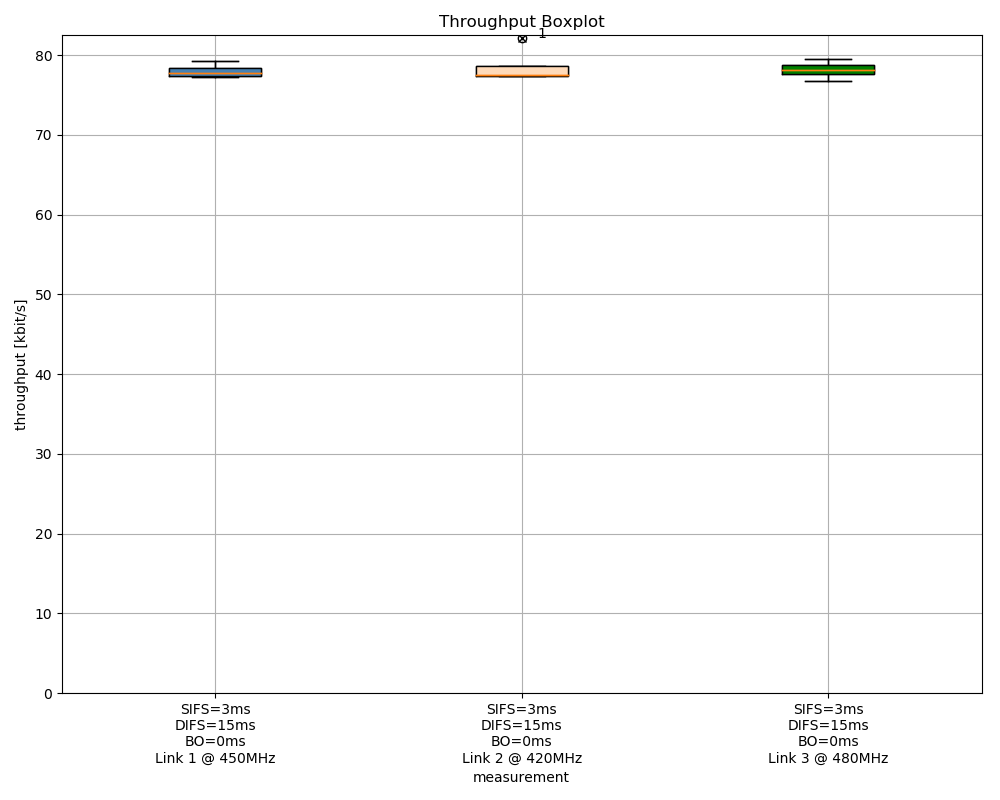 Throughput Boxplot
1
80
70
60
50
40
30
20
10
0
throughput [kbit/s]
SIFS=3ms
DIFS=15ms
BO=0ms
Link 1 @ 450MHz
SIFS=3ms
DIFS=15ms
BO=0ms
Link 2 @ 420MHz
SIFS=3ms
DIFS=15ms
BO=0ms
Link 3 @ 480MHz
measurement